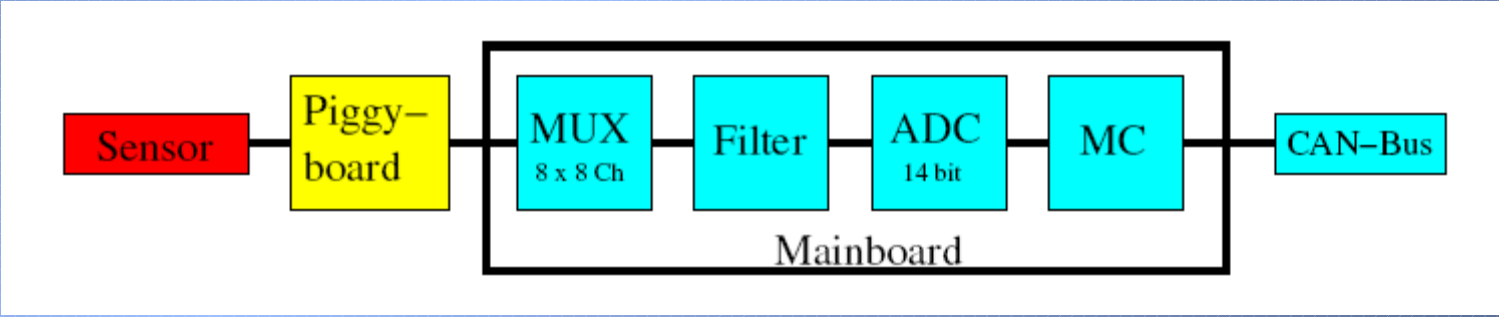 Sensor
Piggy–
board
MUX
8 x 8 Ch
Filter
ADC
14 bit
MC
CAN–Bus
Mainboard